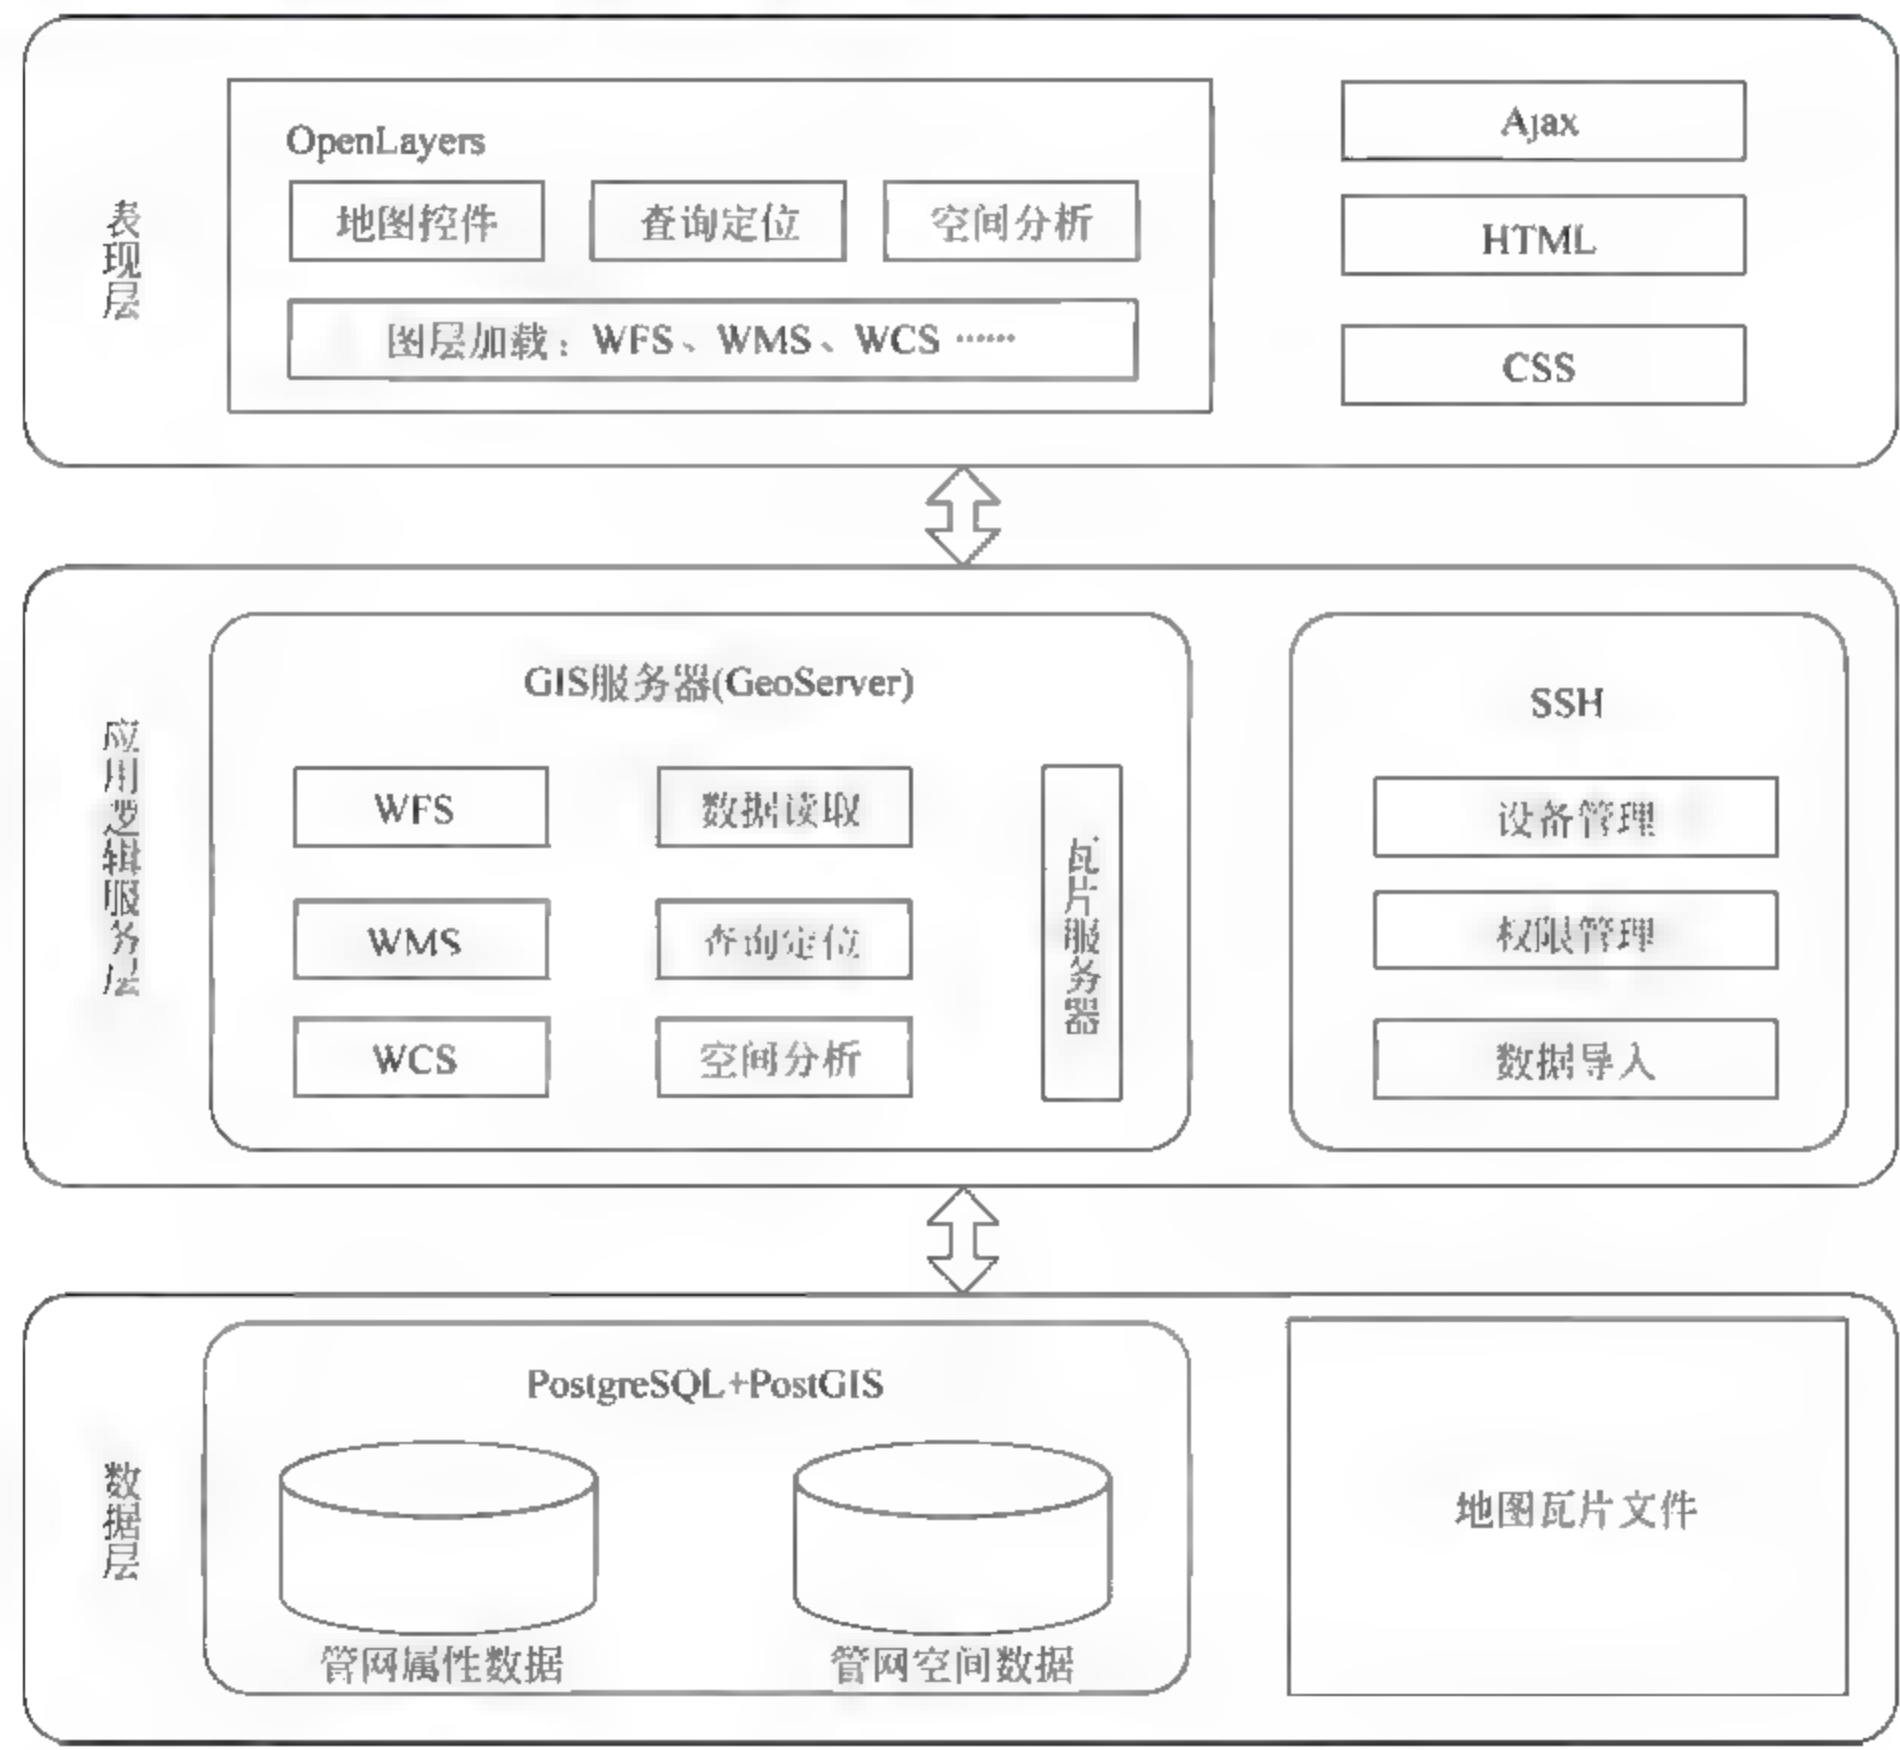 表现层
OpenLayers
地图控件
查询定位
空间分析
图层加载：WFS、WMS、WCS ……
Ajax
HTML
CSS
应用逻辑服务层
GIS服务器(GeoServer)
WFS
数据读取
WMS
查询定位
WCS
空间分析
瓦片服务器
SSH
设备管理
权限管理
数据导入
数据层
PostgreSQL+PostGIS
管网属性数据
管网空间数据
地图瓦片文件